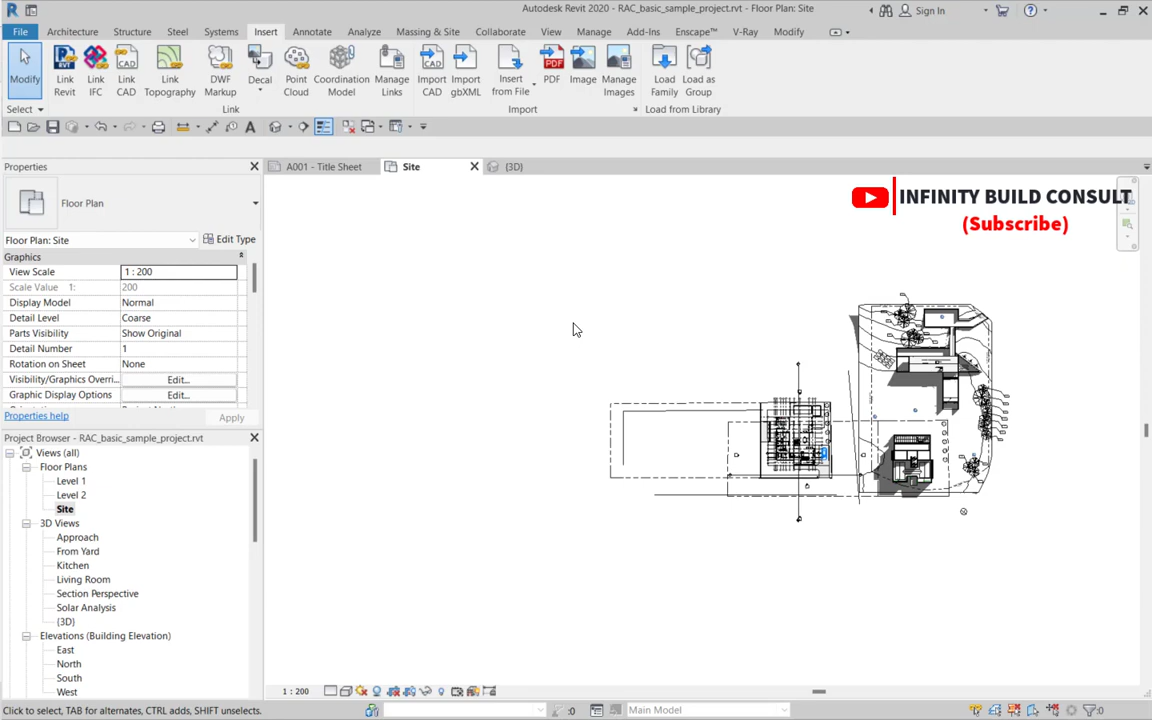 Autodesk Revit 2020 - RAC_basic_sample_project.rvt - Floor Plan: Site
Sign In
File Architecture Structure Steel Systems Insert Annotate Analyze Massing & Site Collaborate View Manage Add-Ins Enscape™ V-Ray Modify
Modify
Link Revit
Link IFC
Link CAD
Link Topography
DWF Markup
Decal
Point Cloud
Coordination Model
Manage Links
Import CAD
Import gbXML
Insert from File
PDF
Image
Manage Images
Load Family
Load as Group
Select Link Import Load from Library
Properties
A001 - Title Sheet
Site
{3D}
Floor Plan
INFINITY BUILD CONSULT
(Subscribe)
Floor Plan: Site
Edit Type
Graphics
View Scale 1 : 200
Scale Value 1: 200
Display Model Normal
Detail Level Coarse
Parts Visibility Show Original
Detail Number 1
Rotation on Sheet None
Visibility/Graphics Overri... Edit...
Graphic Display Options Edit...
Properties help
Apply
Project Browser - RAC_basic_sample_project.rvt
Views (all)
Floor Plans
Level 1
Level 2
Site
3D Views
Approach
From Yard
Kitchen
Living Room
Section Perspective
Solar Analysis
{3D}
Elevations (Building Elevation)
East
North
South
West
1 : 200
Click to select, TAB for alternates, CTRL adds, SHIFT unselects.
:0
Main Model
:0